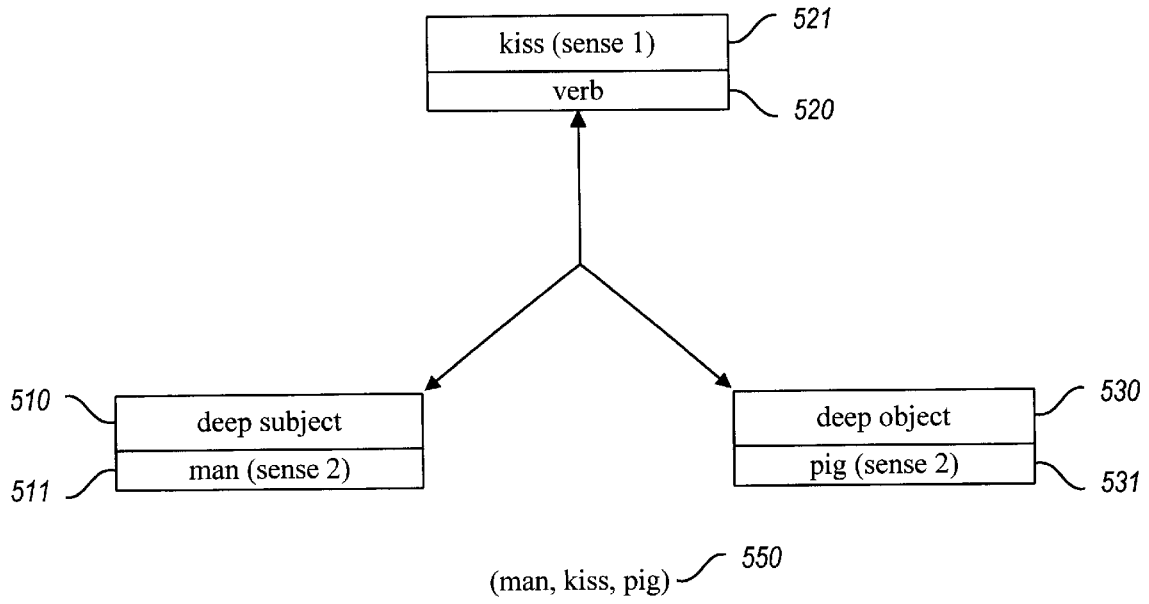 kiss (sense 1) 521
verb 520
510 deep subject
511 man (sense 2)
deep object 530
pig (sense 2) 531
(man, kiss, pig) 550